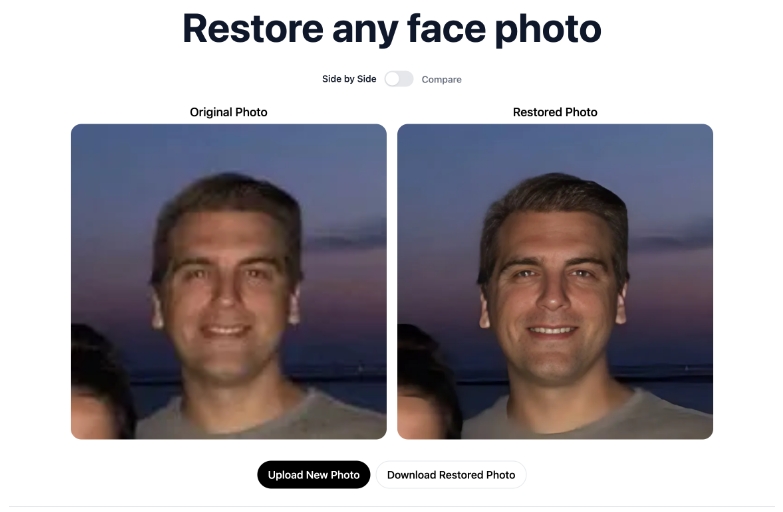 Restore any face photo
Side by Side Compare
Original Photo Restored Photo
Upload New Photo Download Restored Photo